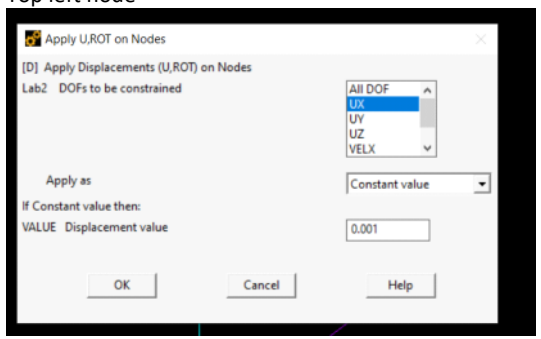 Top left node
Apply U,ROT on Nodes
[D] Apply Displacements (U,ROT) on Nodes
Lab2 DOFs to be constrained
All DOF
UX
UY
UZ
VELX
Apply as
Constant value
If Constant value then:
VALUE Displacement value
0.001
OK Cancel Help